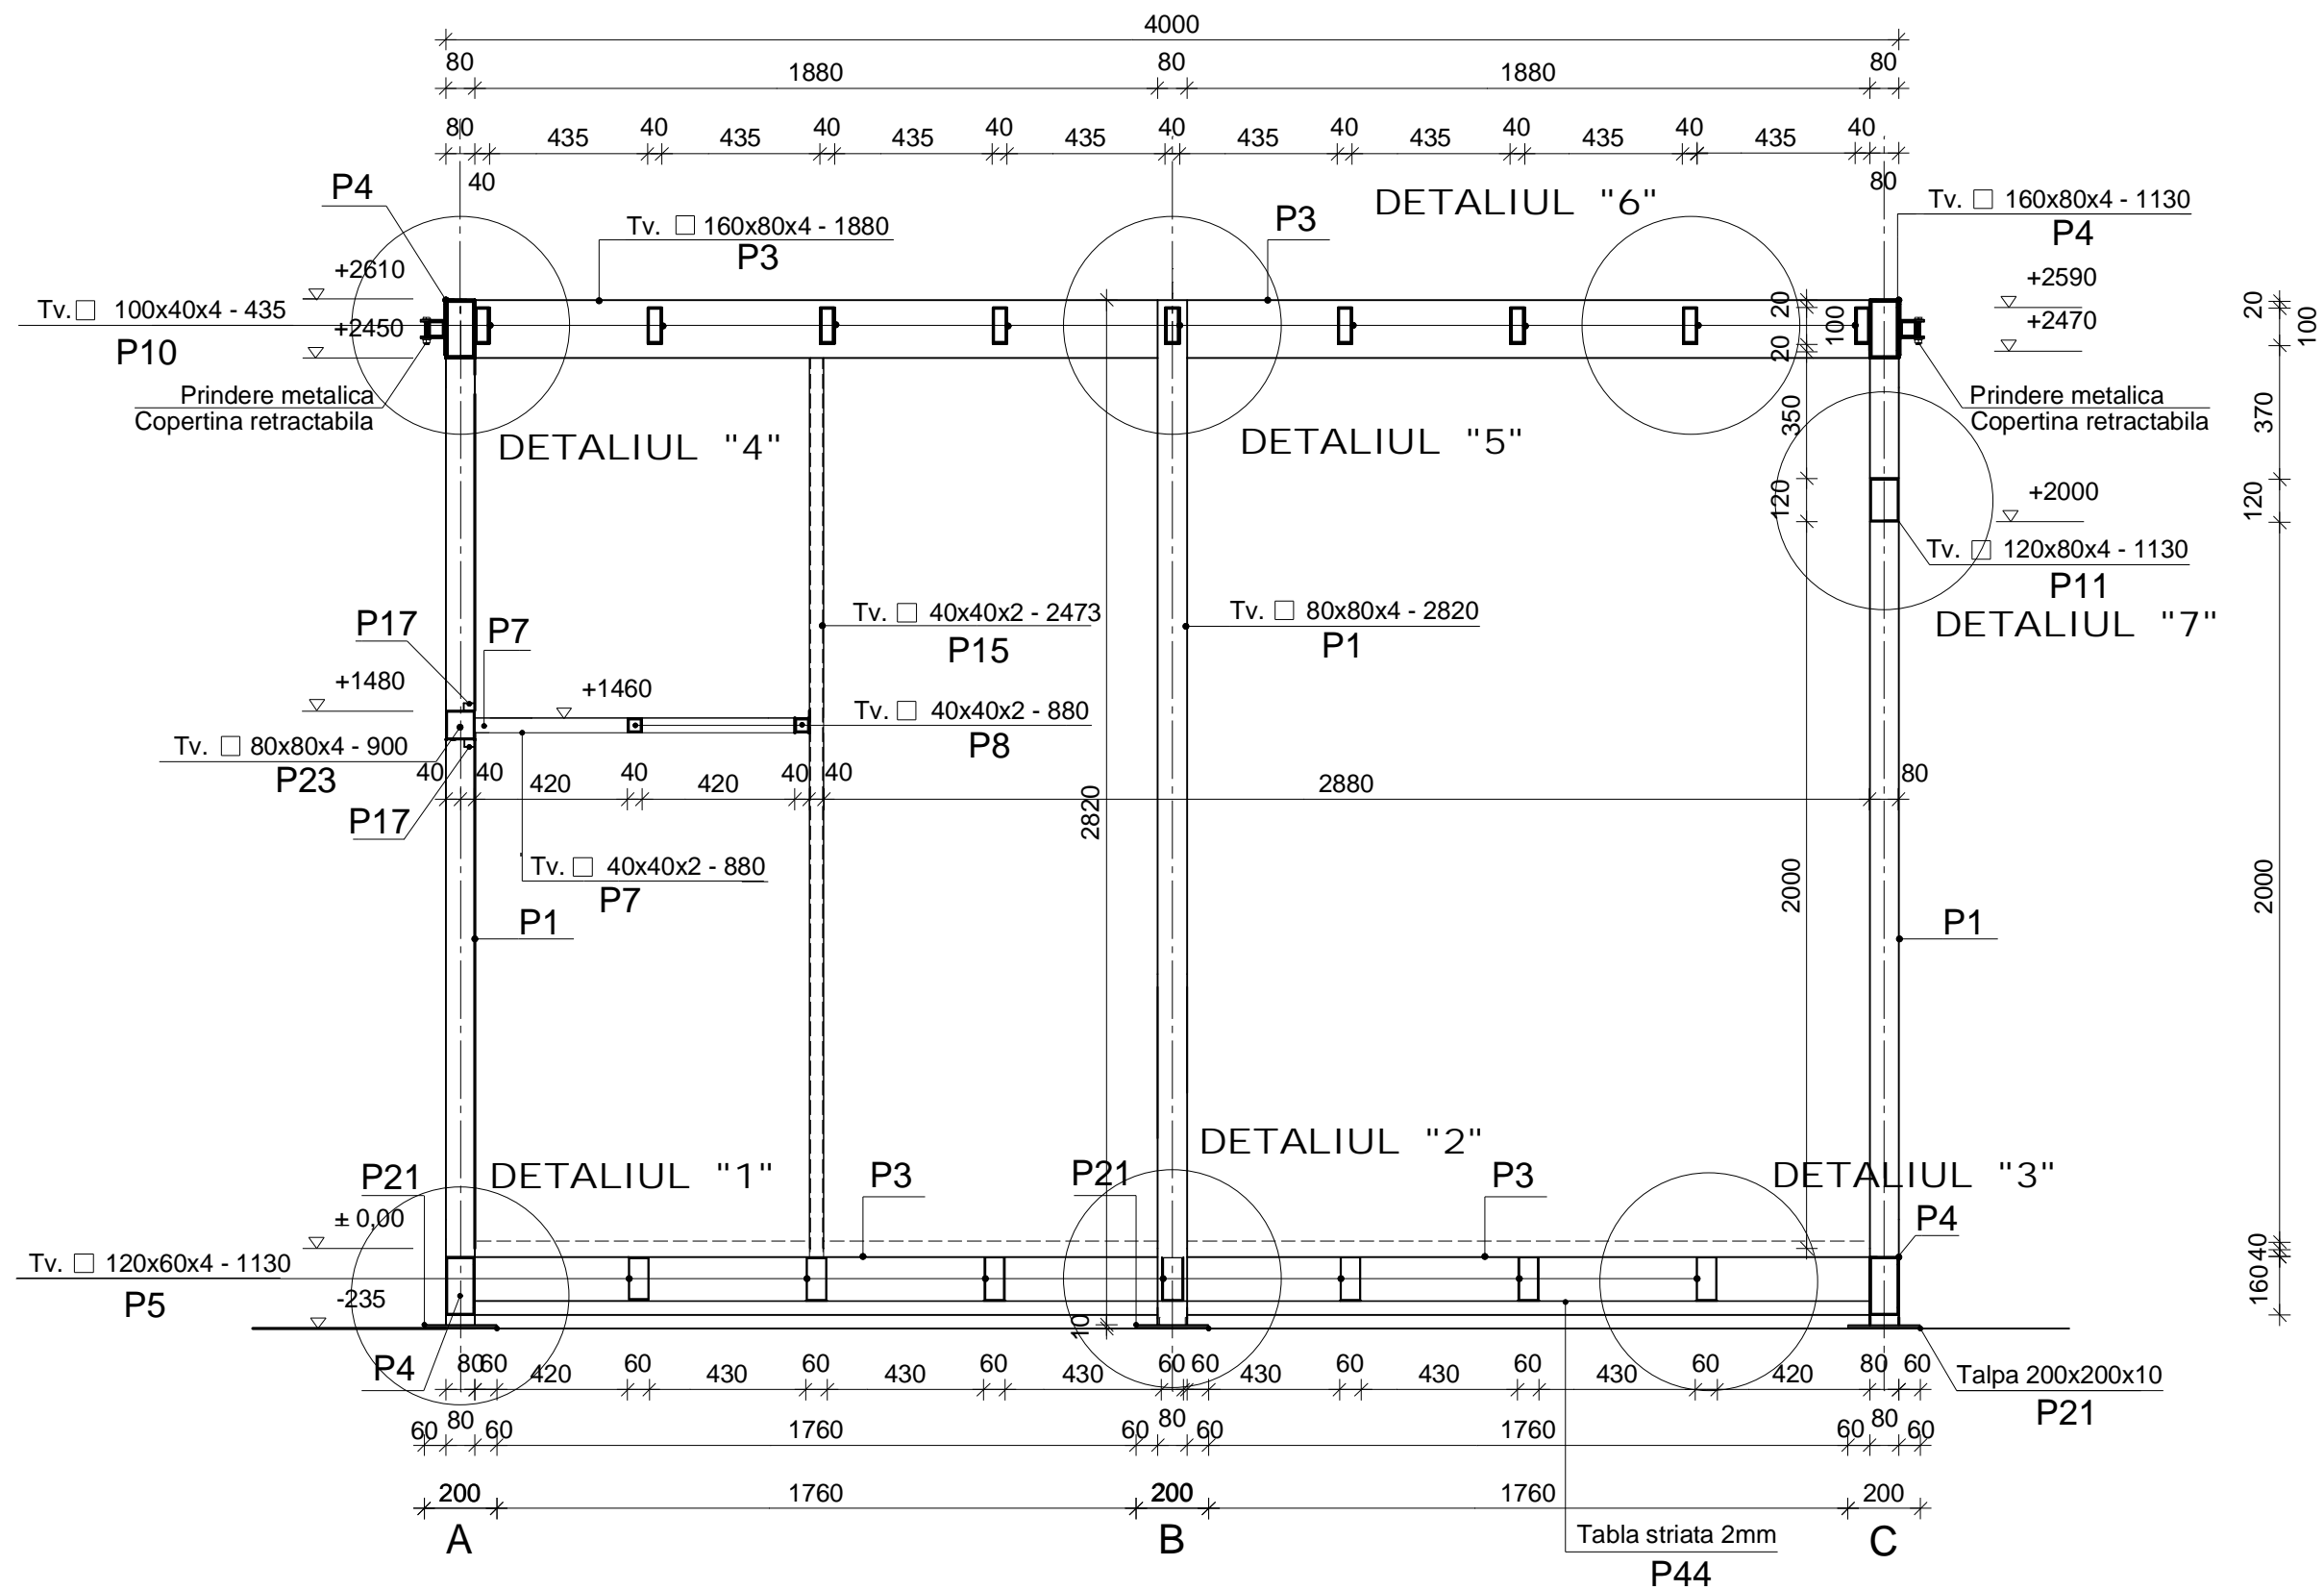 4000
80 1880 80 1880 80
80 435 40 435 40 435 40 435 40 435 40 435 40 435 40 435 40
40 80
P4
DETALIUL "6"
P3
Tv. □ 160x80x4 - 1130
P4
Tv. □ 160x80x4 - 1880
P3
+2610
+2590
Tv. □ 100x40x4 - 435
P10
+2450
+2470
20 100 20
20 100
Prindere metalica
Copertina retractabila
Prindere metalica
Copertina retractabila
DETALIUL "4"
DETALIUL "5"
350
370
120
120
+2000
Tv. □ 120x80x4 - 1130
P11
DETALIUL "7"
P17
P7
Tv. □ 40x40x2 - 2473
P15
Tv. □ 80x80x4 - 2820
P1
+1480
+1460
Tv. □ 40x40x2 - 880
P8
Tv. □ 80x80x4 - 900
P23
40 40 420 40 420 40 40 2880 80
P17
2820
2000
2000
Tv. □ 40x40x2 - 880
P7
P1
P1
DETALIUL "2"
P21
DETALIUL "1"
P3
P21
P3
DETALIUL "3"
± 0,00
P4
Tv. □ 120x60x4 - 1130
P5
-235
40
160
10
P4
80 60 420 60 430 60 430 60 430 60 60 430 60 430 60 430 60 420 80 60
Talpa 200x200x10
P21
60 80 60 1760 60 80 60 1760 60 80 60
200 1760 200 1760 200
A B C
Tabla striata 2mm
P44